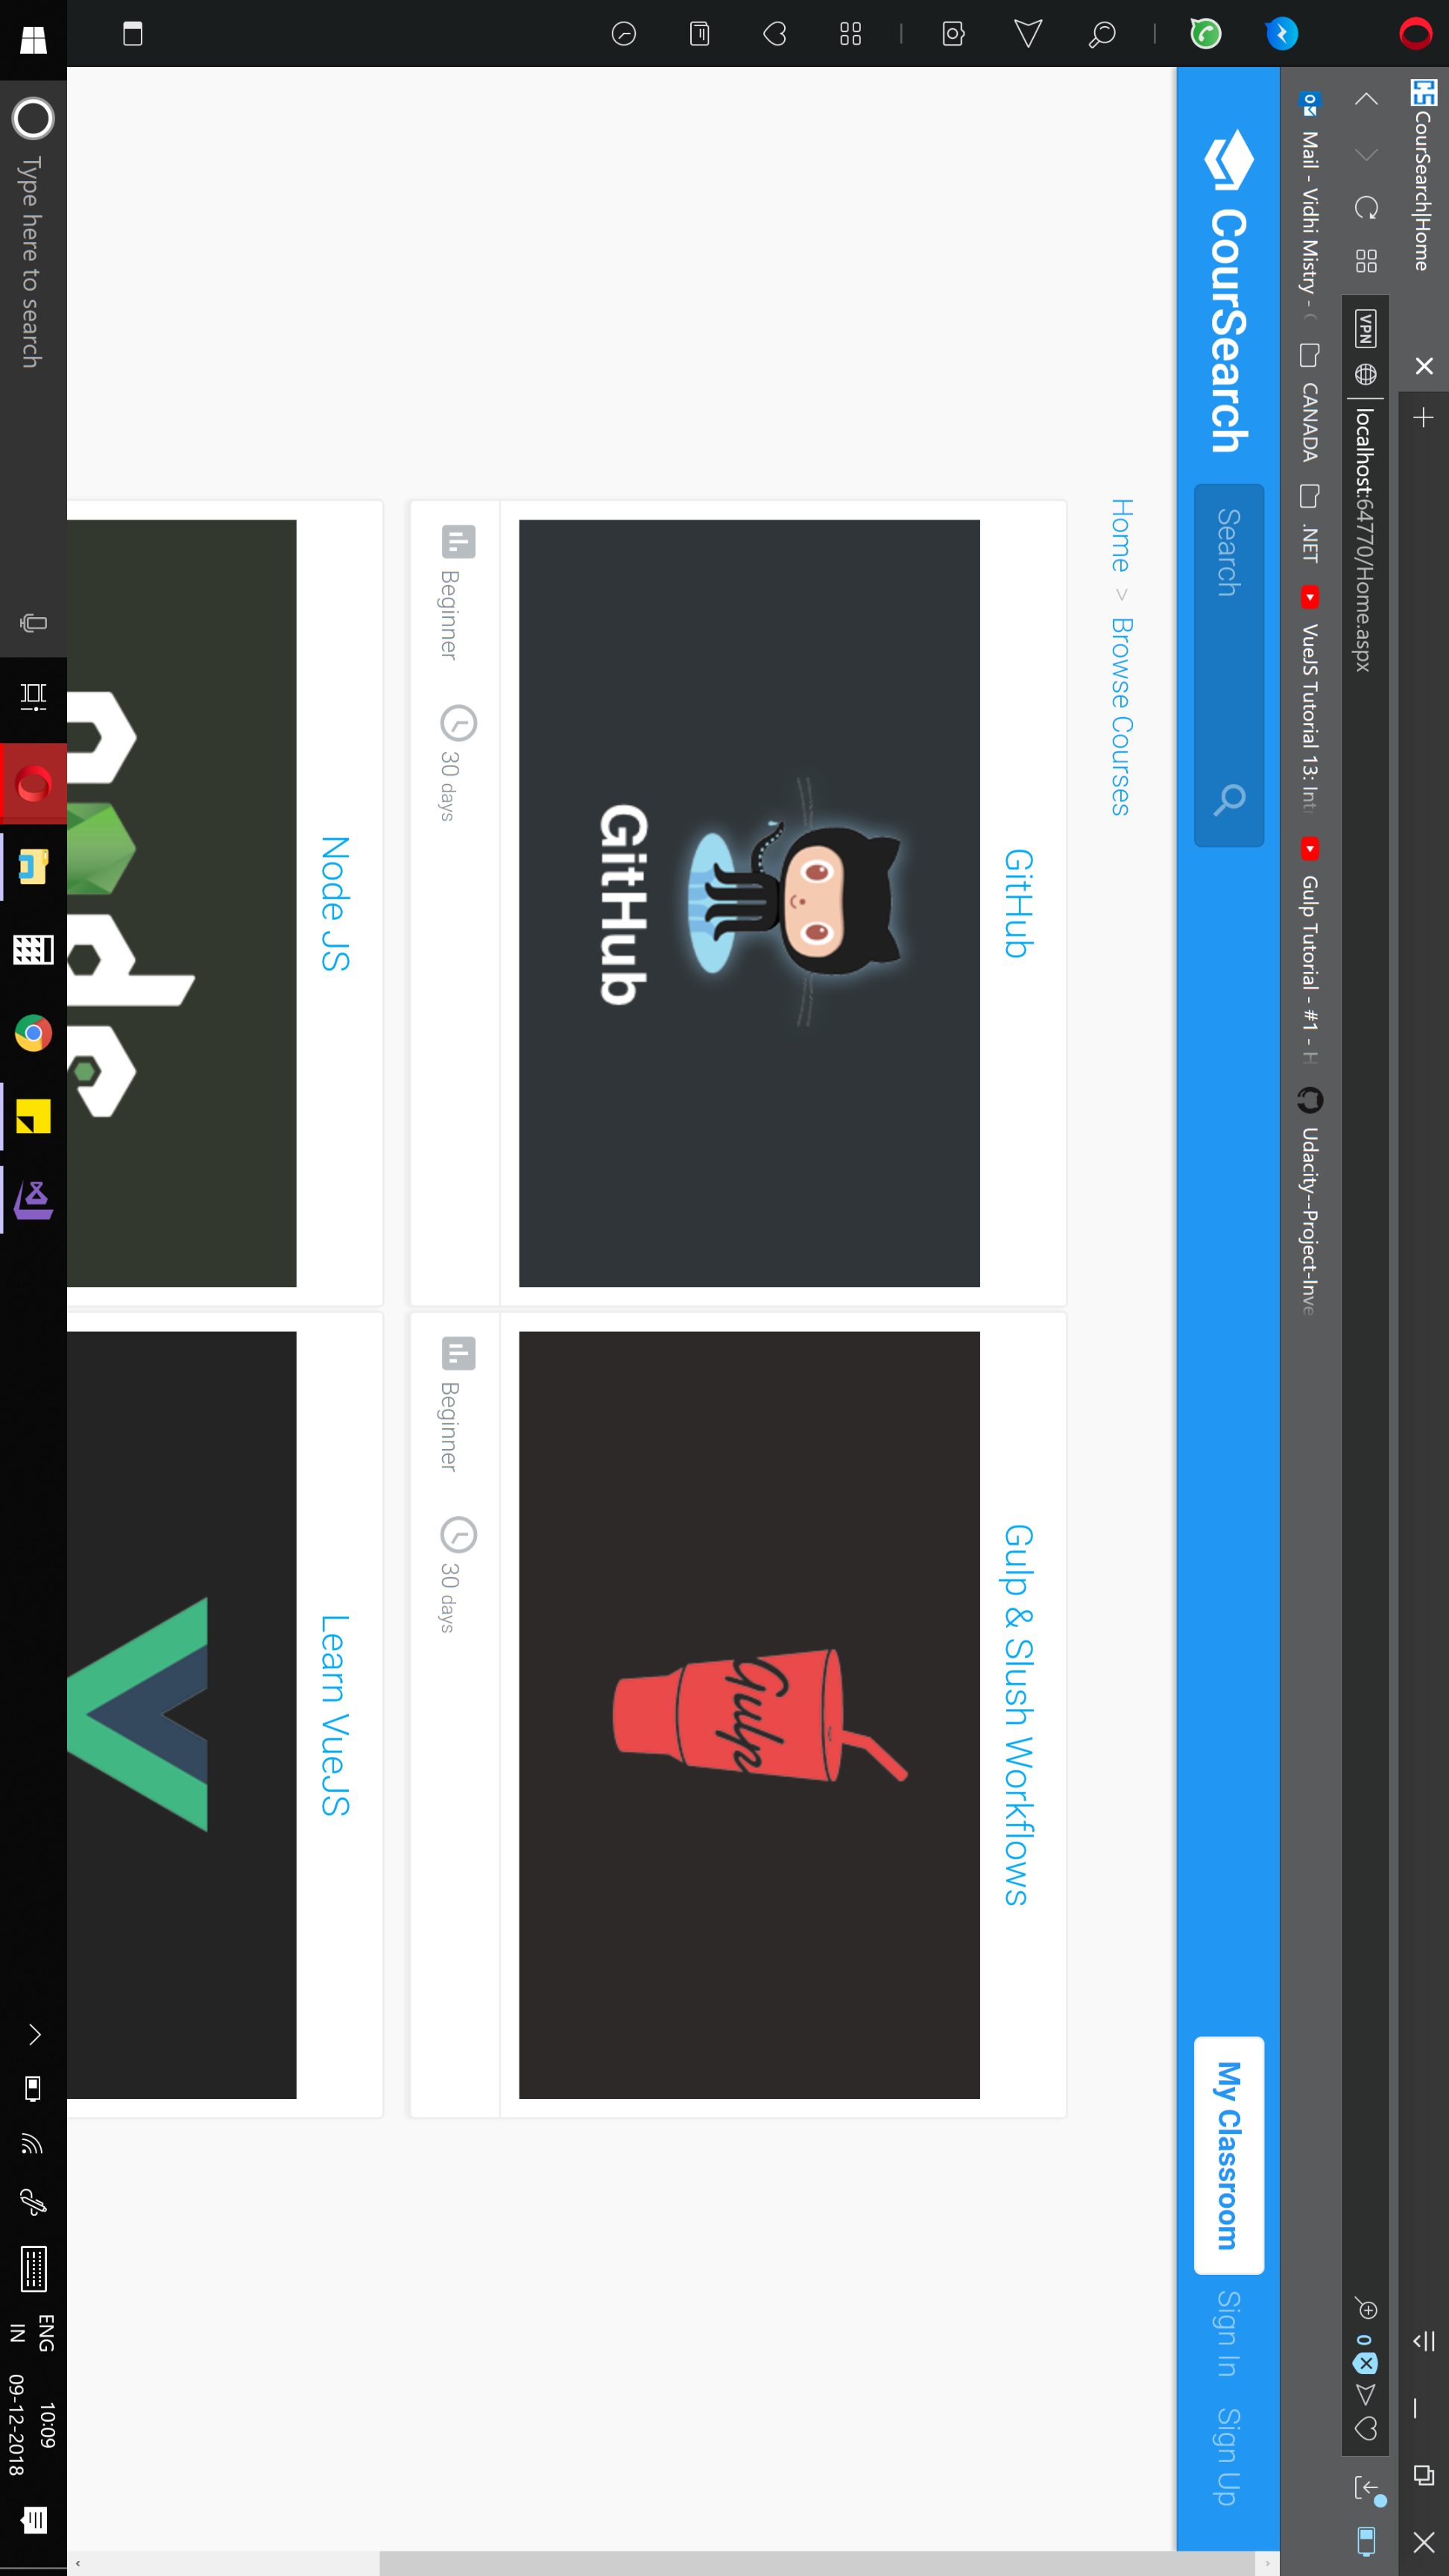 CourSearch|Home
VPN
localhost:64770/Home.aspx
0
Mail - Vidhi Mistry -
CANADA
.NET
VueJS Tutorial 13: Int
Gulp Tutorial - #1 - H
Udacity--Project-Inve
CourSearch
Search
My Classroom
Sign In
Sign Up
Home > Browse Courses
GitHub
GitHub
Beginner
30 days
Gulp & Slush Workflows
Gulp
Beginner
30 days
Node JS
Learn VueJS
Type here to search
ENG
IN
10:09
09-12-2018